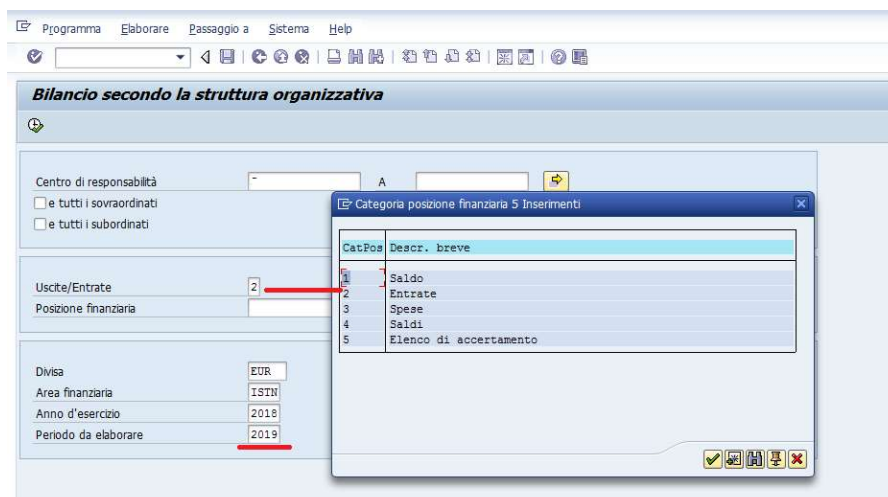 Programma Elaborare Passaggio a Sistema Help
Bilancio secondo la struttura organizzativa
Centro di responsabilità - A
e tutti i sovraordinati
e tutti i subordinati
Uscite/Entrate 2
Posizione finanziaria
Divisa EUR
Area finanziaria ISTN
Anno d'esercizio 2018
Periodo da elaborare 2019
Categoria posizione finanziaria 5 Inserimenti
CatPos Descr. breve
1 Saldo
2 Entrate
3 Spese
4 Saldi
5 Elenco di accertamento